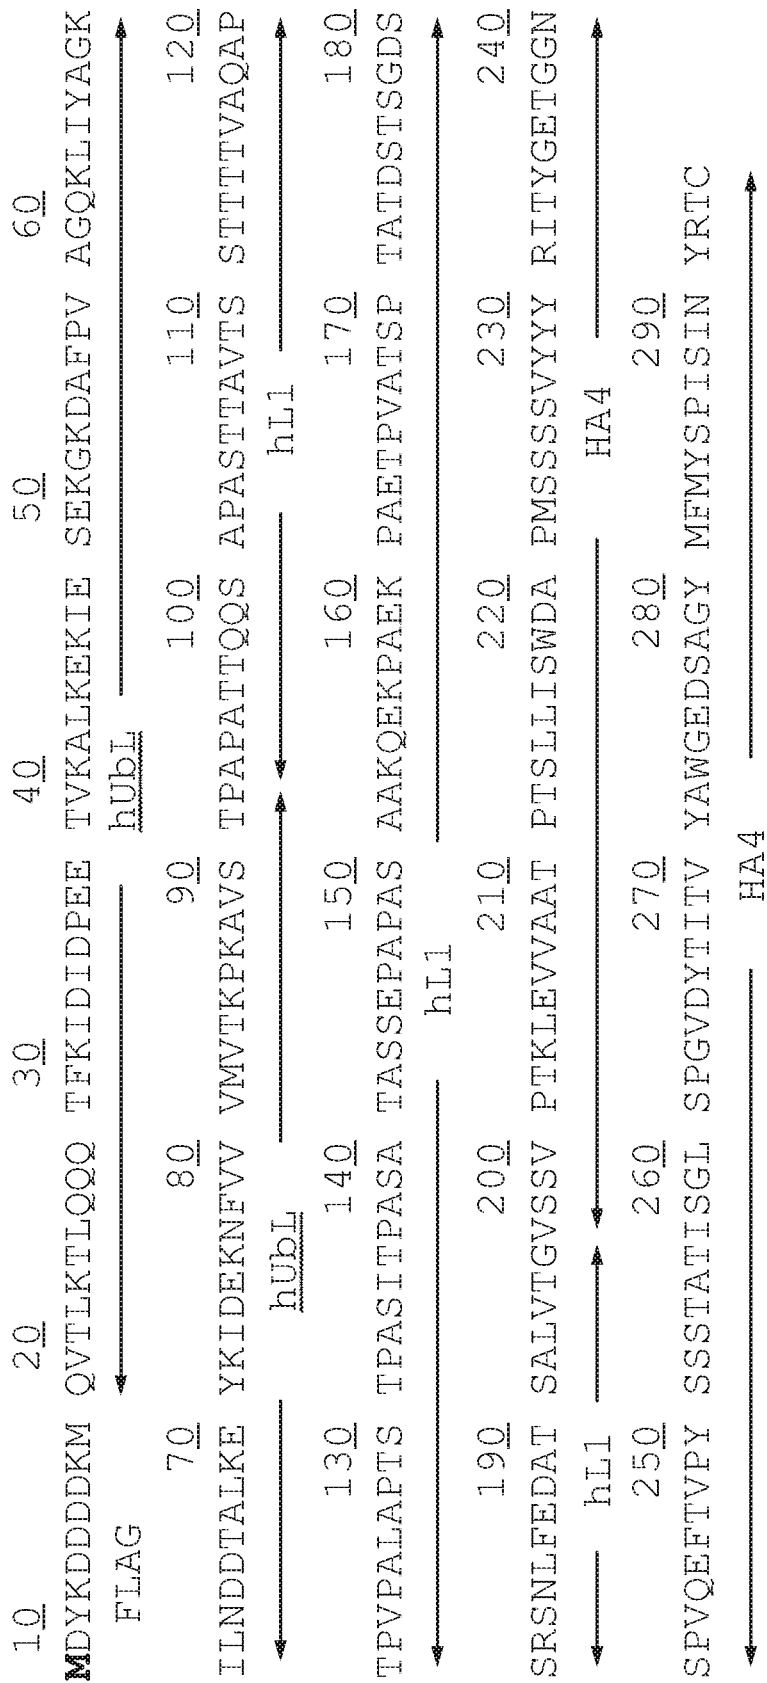 10 20 30 40 50 60
MDYKDDDDKM QVTLKTLQQQ TFKIDIDPEE TVKALKEKIE SEKGKDAFPV AGQKLIYAGK
FLAG hUbL
70 80 90 100 110 120
ILNDDTALKE YKIDEKNFVV VMVTKPKAVS TPAPATTQQS APASTTAVTS STTTTVAQAP
hUbL hL1
130 140 150 160 170 180
TPVPALAPTS TPASITPASA TASSEPAPAS AAKQEKPAEK PAETPVATSP TATDSTSGDS
hL1
190 200 210 220 230 240
SRSNLFEDAT SALVTGVSSV PTKLEVVAAT PTSLLISWDA PMSSSSVYYY RITYGETGGN
hL1 HA4
250 260 270 280 290
SPVQEFTVPY SSSTATISGL SPGVDYTITV YAWGEDSAGY MFMYSPISIN YRTC
HA4